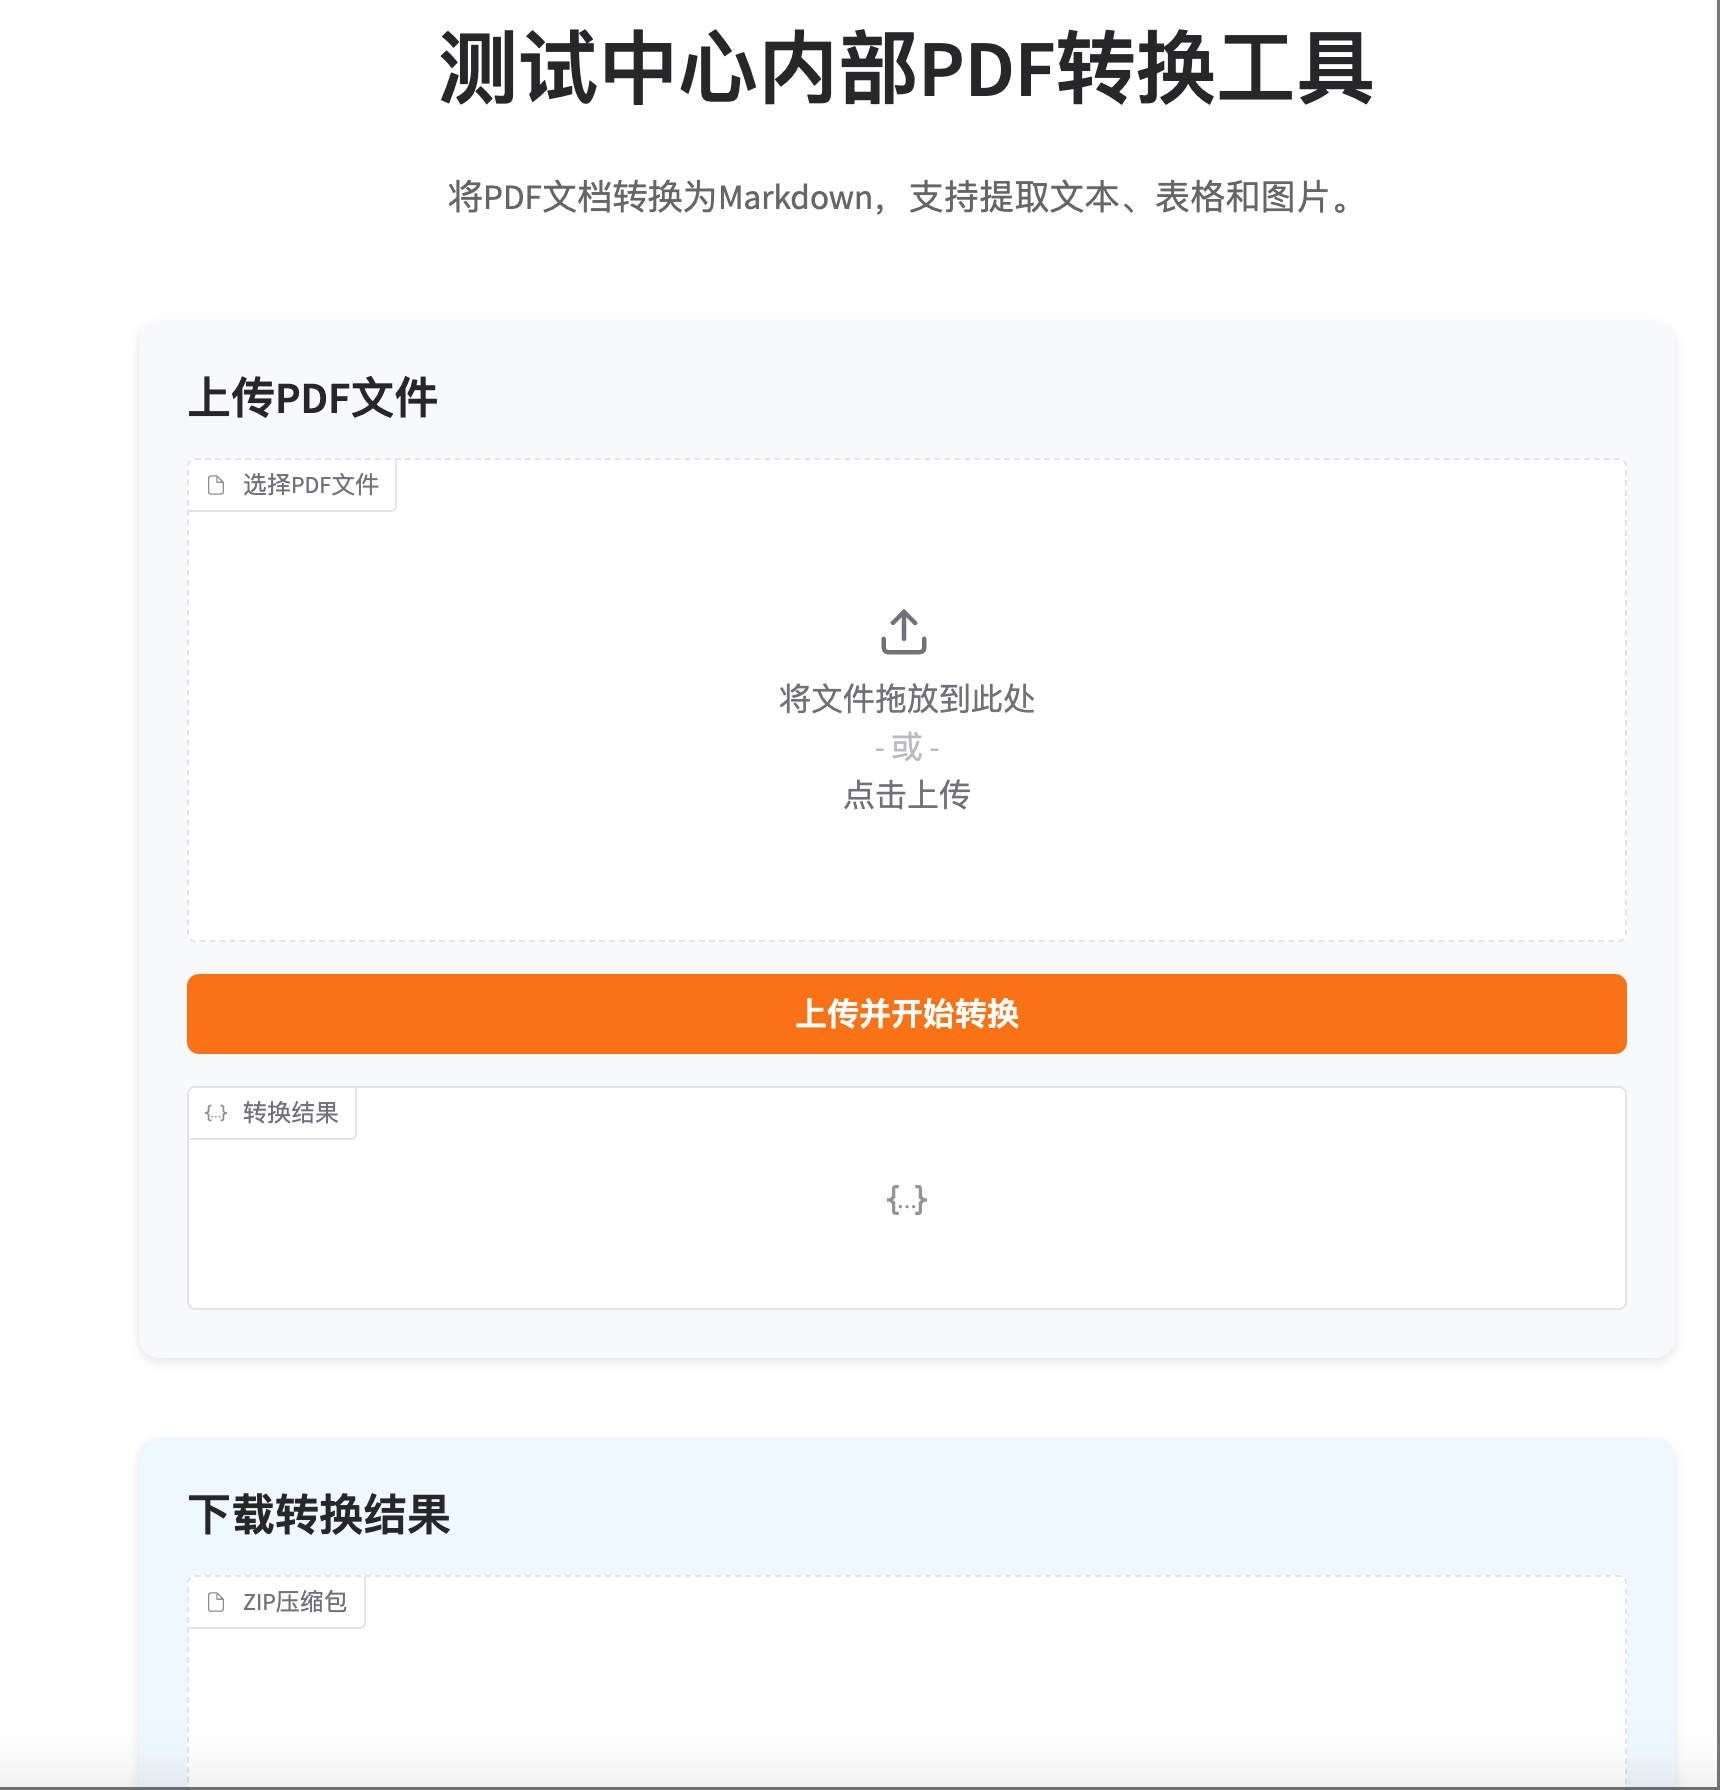 测试中心内部PDF转换工具
将PDF文档转换为Markdown，支持提取文本、表格和图片。
上传PDF文件
选择PDF文件
将文件拖放到此处
- 或 -
点击上传
上传并开始转换
{...} 转换结果
{...}
下载转换结果
ZIP压缩包